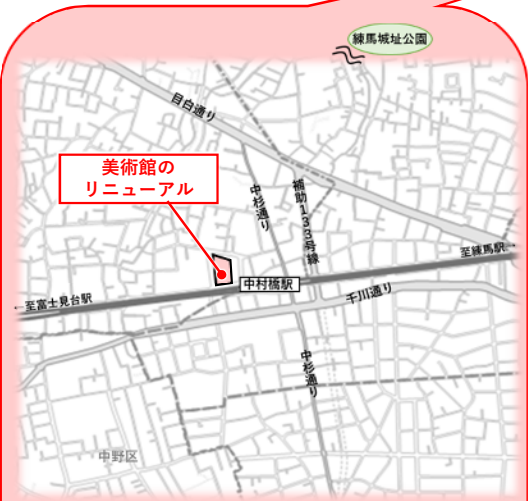 練馬城址公園
目白通り
美術館の
リニューアル
中杉通り
補助133号線
至練馬駅→
中村橋駅
←至富士見台駅
千川通り
中杉通り
中野区